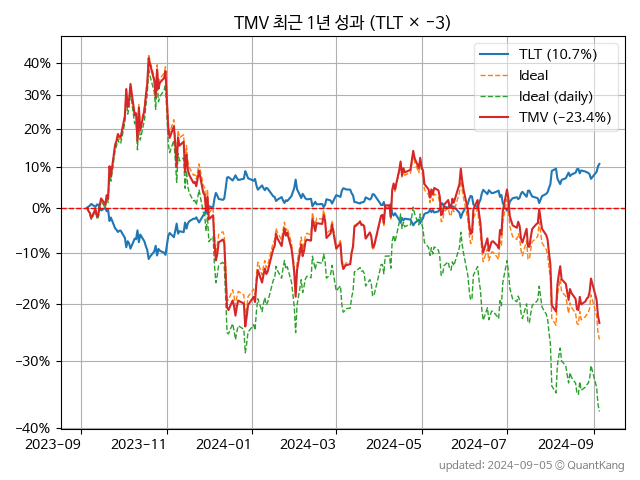 TMV 최근 1년 성과 (TLT × −3)
TLT (10.7%)
Ideal
Ideal (daily)
TMV (−23.4%)
40%
30%
20%
10%
0%
−10%
−20%
−30%
−40%
2023-09 2023-11 2024-01 2024-03 2024-05 2024-07 2024-09
updated: 2024-09-05 © QuantKang